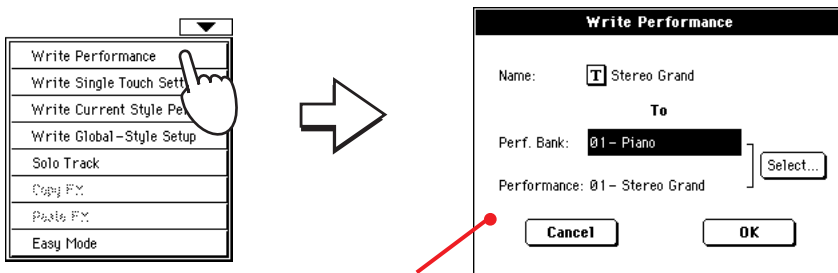 Write Performance
Write Single Touch Sett
Write Current Style Pe
Write Global-Style Setup
Solo Track
Copy FX
Paste FX
Easy Mode
Write Performance
Name: T Stereo Grand
To
Perf. Bank: 01- Piano
Select...
Performance: 01- Stereo Grand
Cancel OK